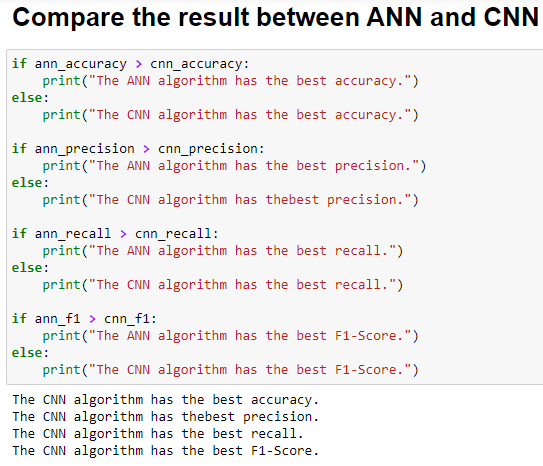 Compare the result between ANN and CNN
if ann_accuracy > cnn_accuracy:
    print("The ANN algorithm has the best accuracy.")
else:
    print("The CNN algorithm has the best accuracy.")
if ann_precision > cnn_precision:
    print("The ANN algorithm has the best precision.")
else:
    print("The CNN algorithm has thebest precision.")
if ann_recall > cnn_recall:
    print("The ANN algorithm has the best recall.")
else:
    print("The CNN algorithm has the best recall.")
if ann_f1 > cnn_f1:
    print("The ANN algorithm has the best F1-Score.")
else:
    print("The CNN algorithm has the best F1-Score.")
The CNN algorithm has the best accuracy.
The CNN algorithm has thebest precision.
The CNN algorithm has the best recall.
The CNN algorithm has the best F1-Score.